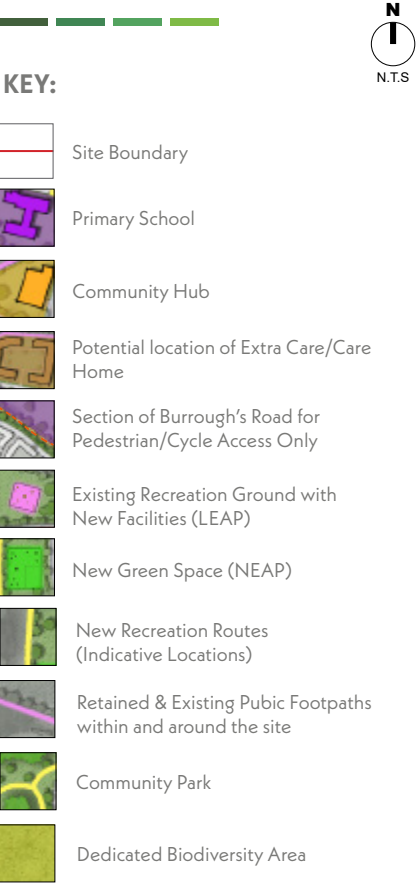 N
N.T.S
KEY:
Site Boundary
Primary School
Community Hub
Potential location of Extra Care/Care
Home
Section of Burrough's Road for
Pedestrian/Cycle Access Only
Existing Recreation Ground with
New Facilities (LEAP)
New Green Space (NEAP)
New Recreation Routes
(Indicative Locations)
Retained & Existing Pubic Footpaths
within and around the site
Community Park
Dedicated Biodiversity Area